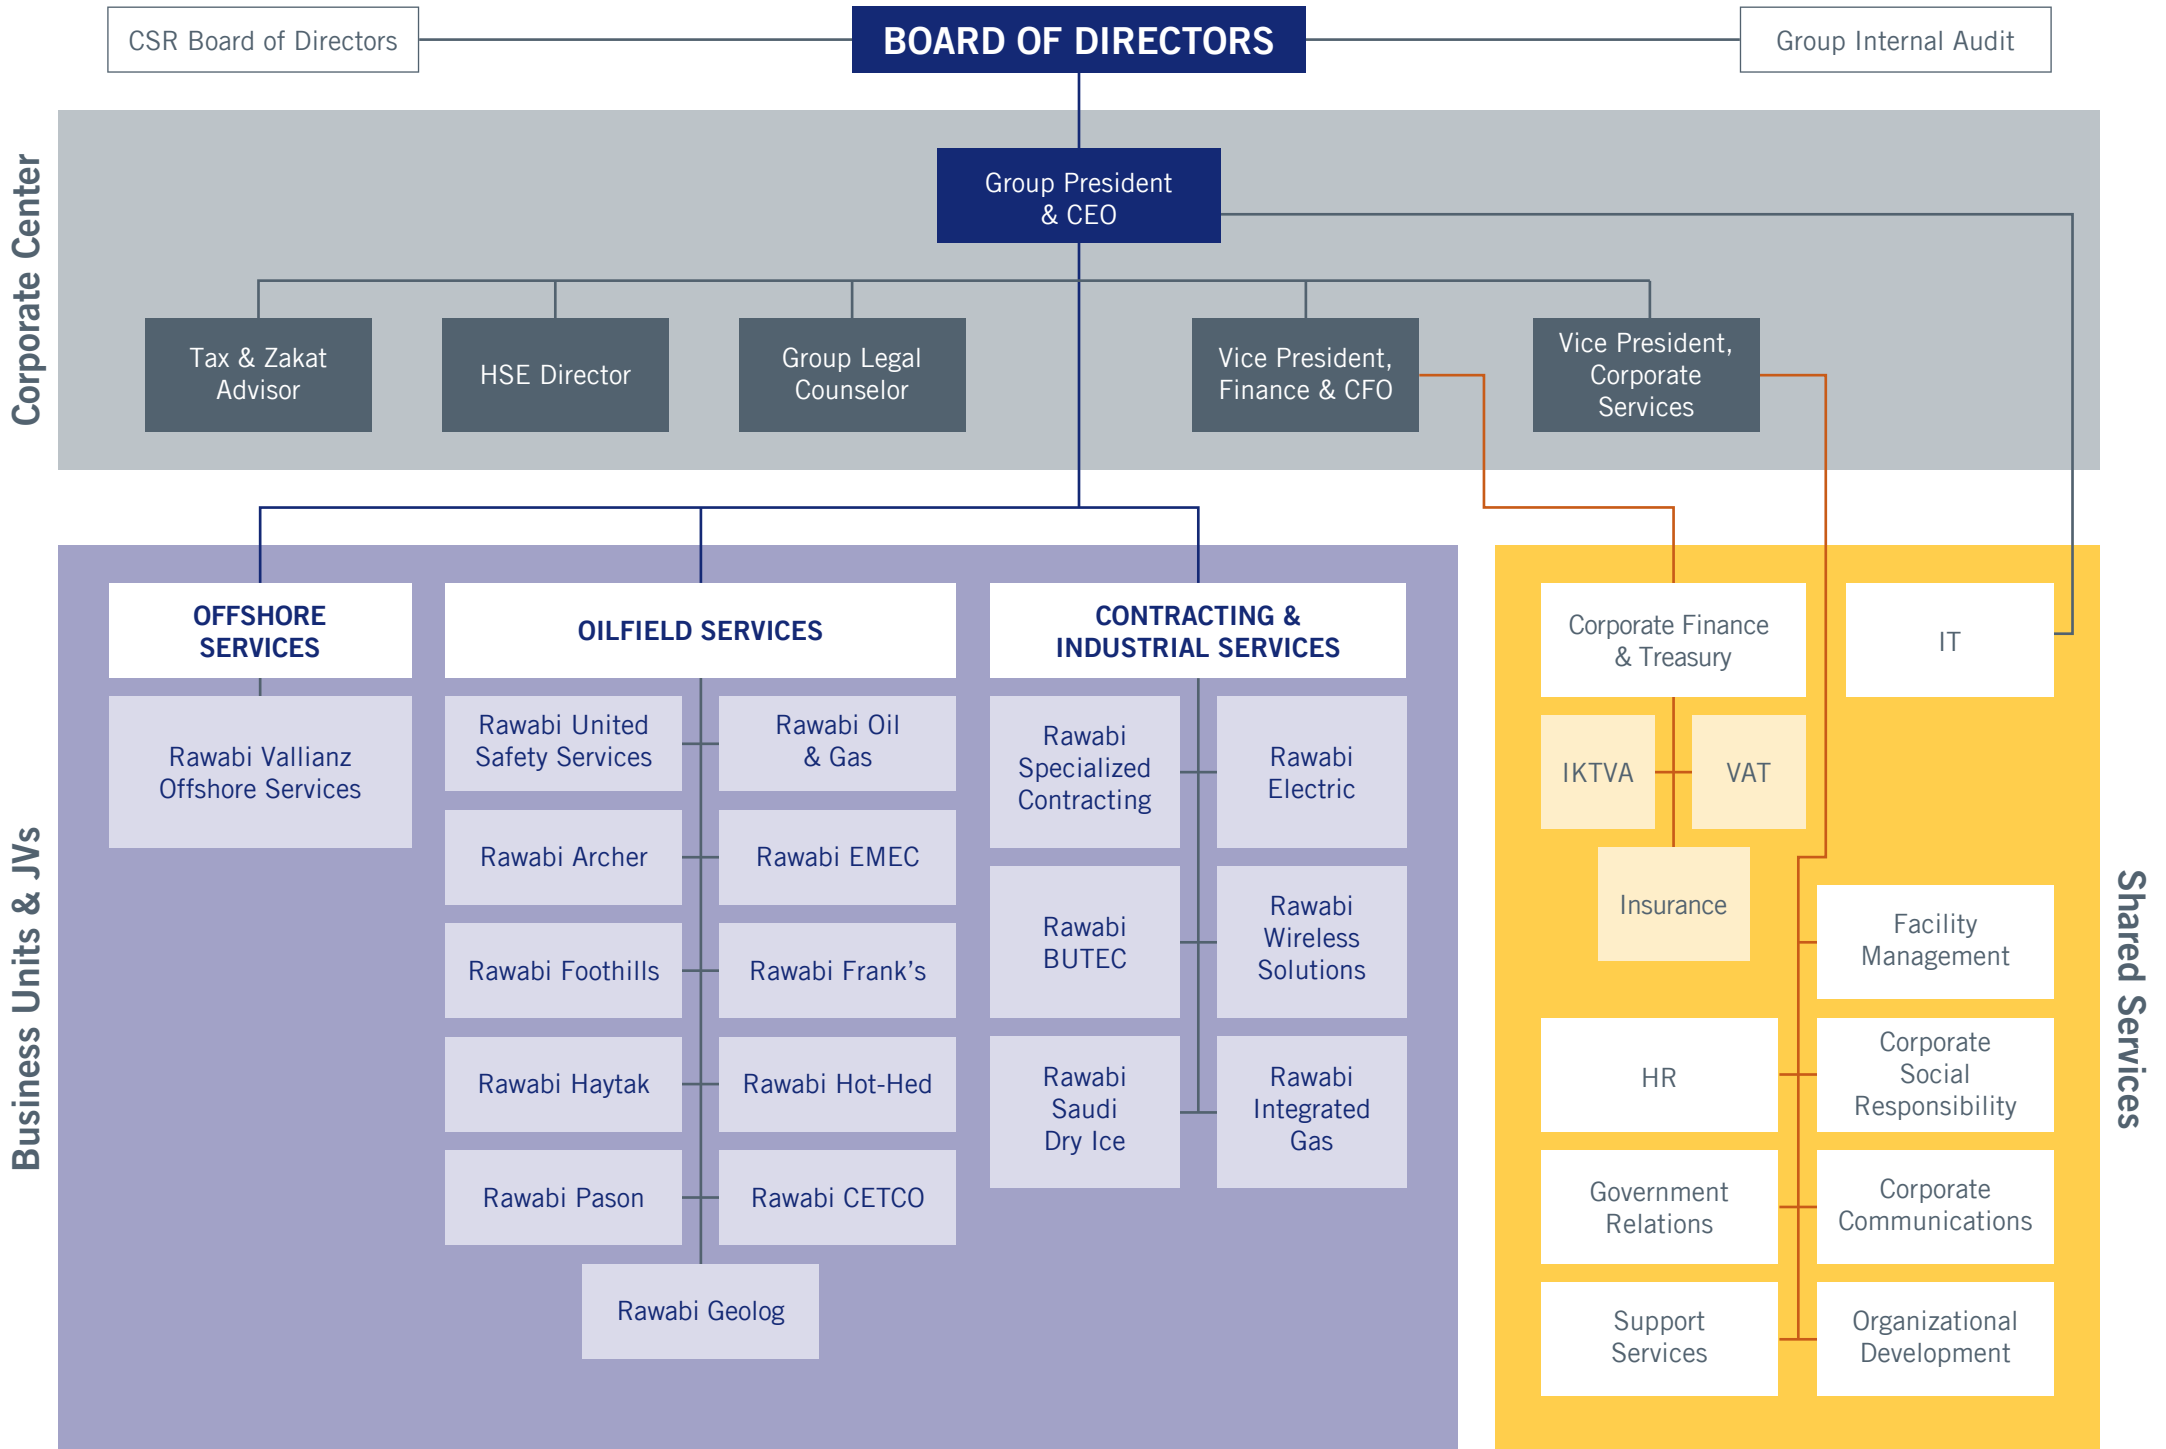 CSR Board of Directors
BOARD OF DIRECTORS
Group Internal Audit
Corporate Center
Group President
& CEO
Tax & Zakat
Advisor
HSE Director
Group Legal
Counselor
Vice President,
Finance & CFO
Vice President,
Corporate
Services
Business Units & JVs
OFFSHORE
SERVICES
Rawabi Vallianz
Offshore Services
OILFIELD SERVICES
Rawabi United
Safety Services
Rawabi Oil
& Gas
Rawabi Archer
Rawabi EMEC
Rawabi Foothills
Rawabi Frank's
Rawabi Haytak
Rawabi Hot-Hed
Rawabi Pason
Rawabi CETCO
Rawabi Geolog
CONTRACTING &
INDUSTRIAL SERVICES
Rawabi
Specialized
Contracting
Rawabi
Electric
Rawabi
BUTEC
Rawabi
Wireless
Solutions
Rawabi
Saudi
Dry Ice
Rawabi
Integrated
Gas
Shared Services
Corporate Finance
& Treasury
IT
IKTVA
VAT
Insurance
Facility
Management
HR
Corporate
Social
Responsibility
Government
Relations
Corporate
Communications
Support
Services
Organizational
Development